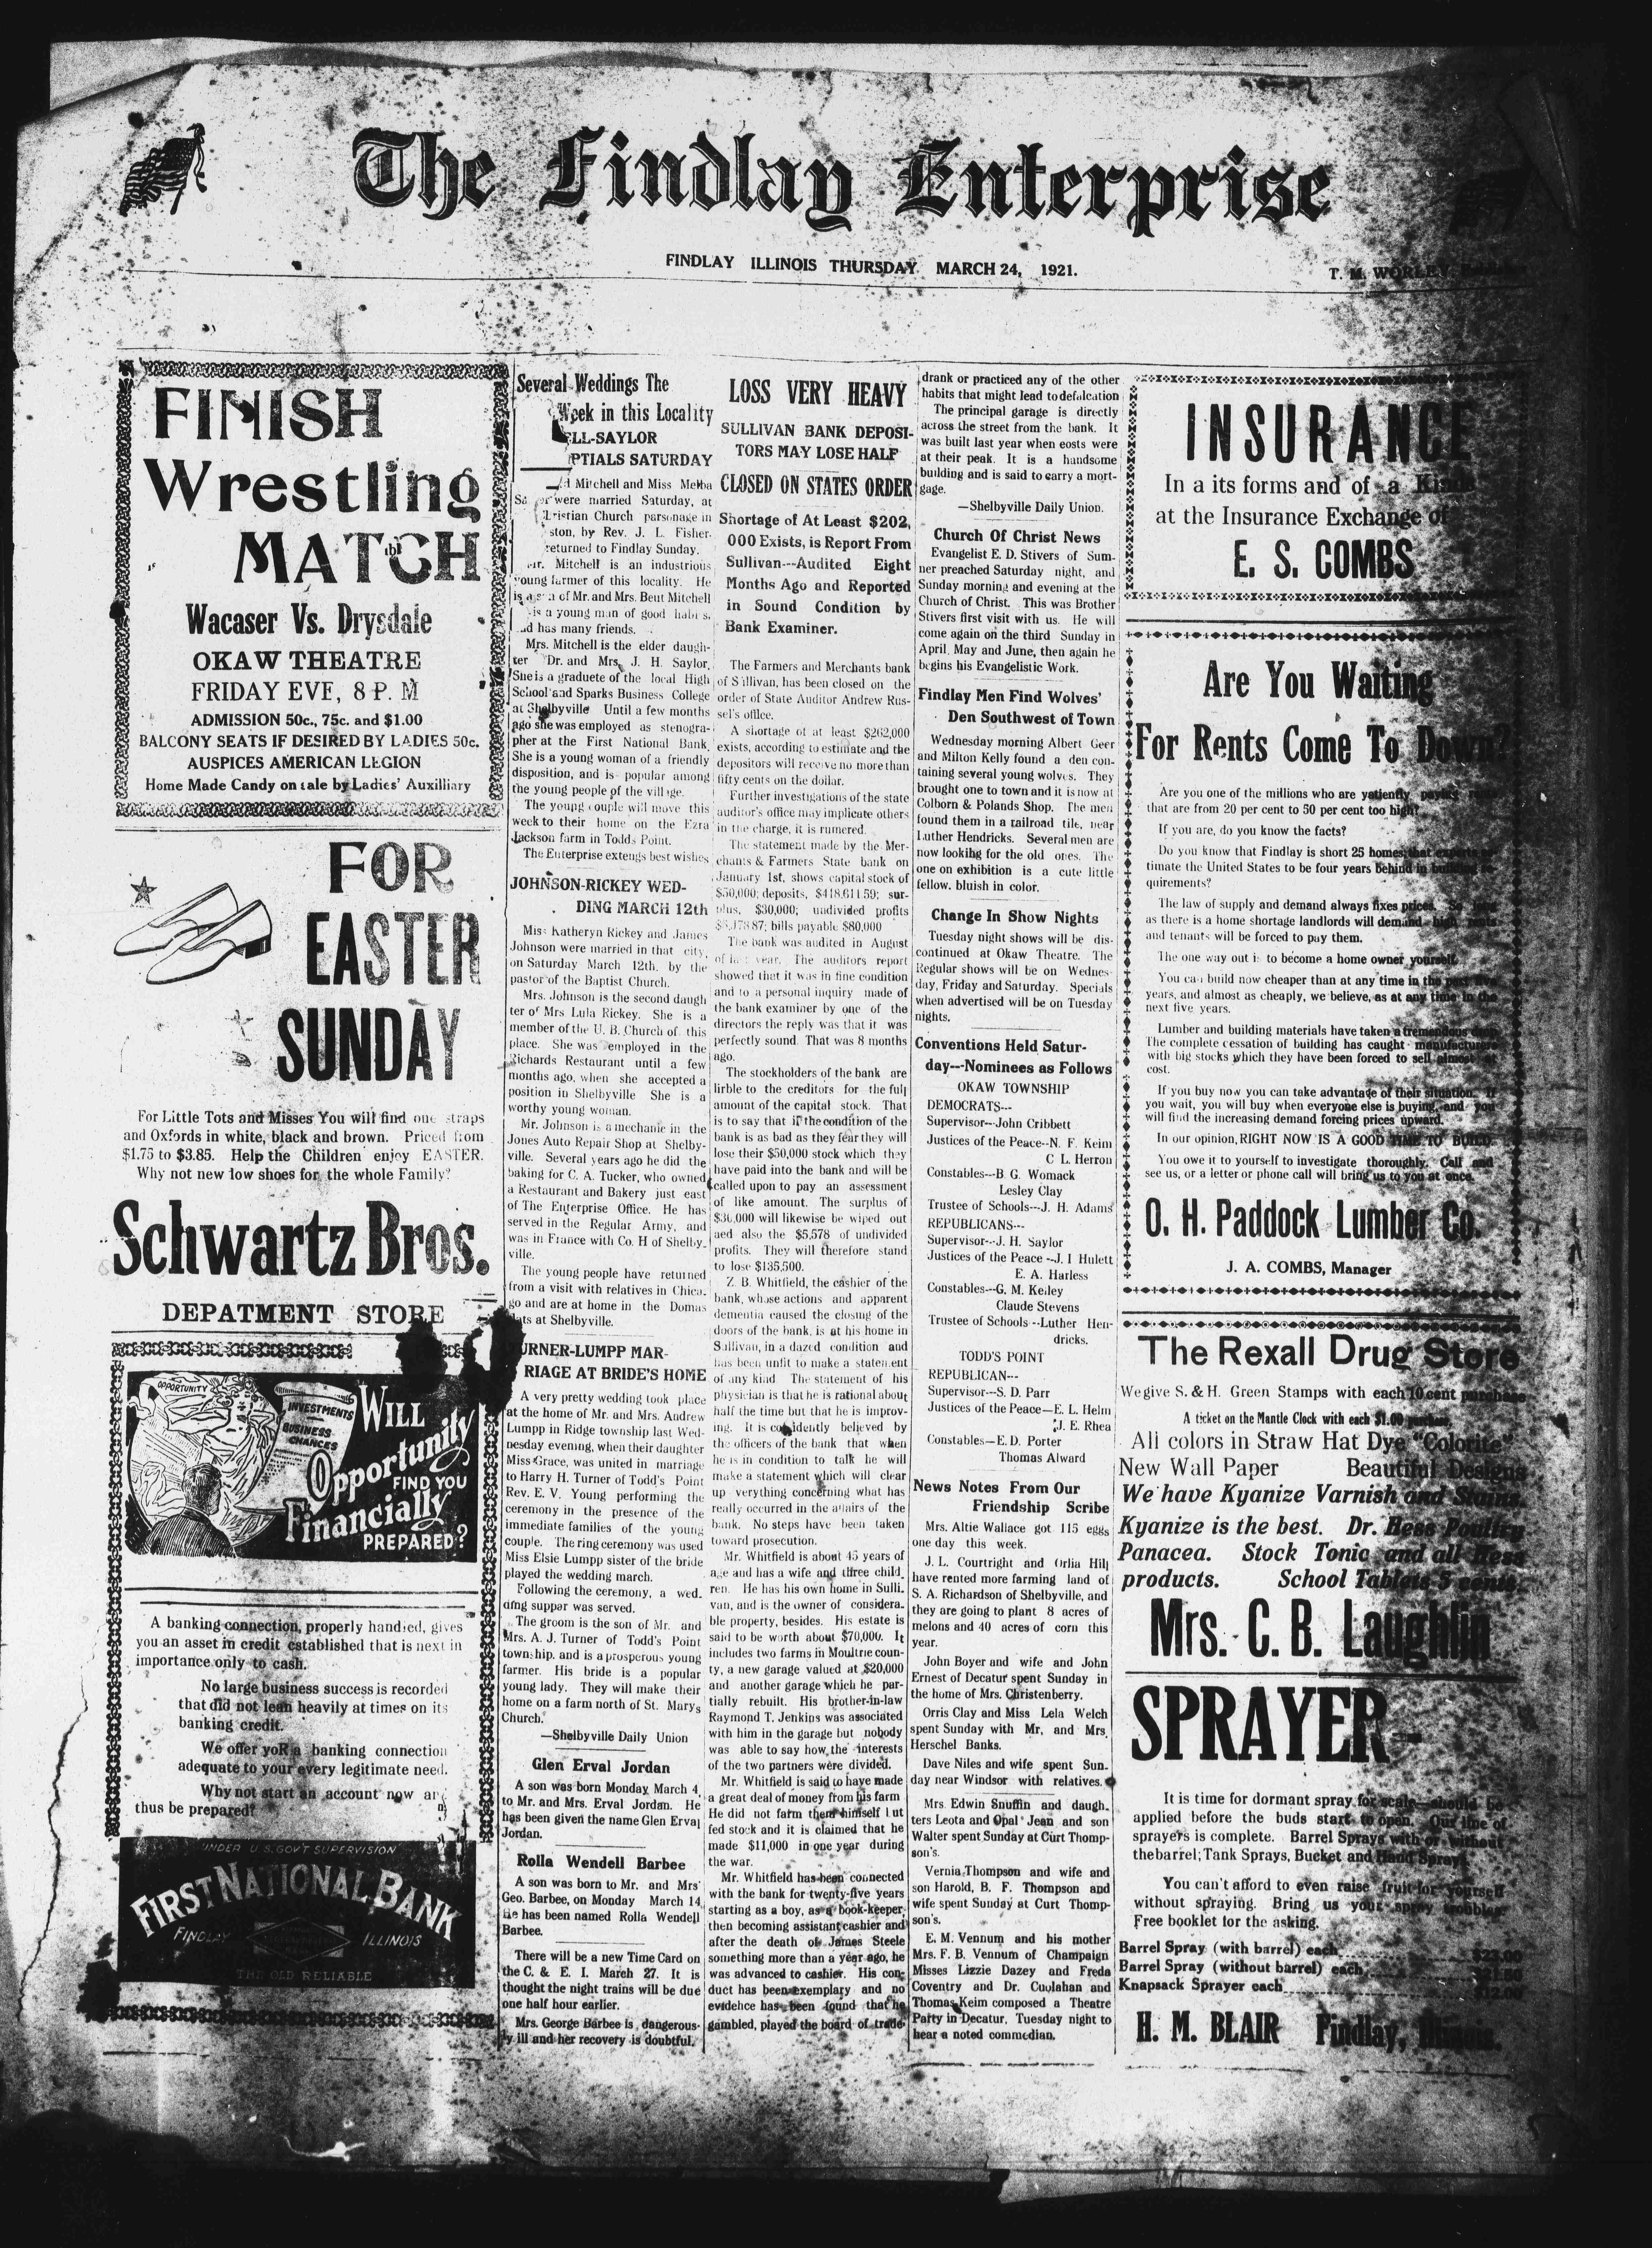 The Findlay Enterprise
FINDLAY ILLINOIS THURSDAY MARCH 24, 1921.
T. M. WORLEY,
FINISH
Wrestling
MATCH
Wacaser Vs. Drysdale
OKAW THEATRE
FRIDAY EVE, 8 P. M
ADMISSION 50c., 75c. and $1.00
BALCONY SEATS IF DESIRED BY LADIES 50c.
AUSPICES AMERICAN LEGION
Home Made Candy on sale by Ladies' Auxilliary
FOR
EASTER
SUNDAY
For Little Tots and Misses You will find one straps
and Oxfords in white, black and brown. Priced from
$1.75 to $3.85. Help the Children enjoy EASTER.
Why not new low shoes for the whole Family?
Schwartz Bros.
DEPATMENT STORE
OPPORTUNITY
INVESTMENTS
BUSINESS
CHANCES
WILL
Opportunity
FIND YOU
Financially
PREPARED?
A banking connection, properly handled, gives
you an asset in credit established that is next in
importance only to cash.
No large business success is recorded
that did not lean heavily at times on its
banking credit.
We offer yoR a banking connection
adequate to your every legitimate need.
Why not start an account now an
thus be prepared?
UNDER U.S. GOV'T SUPERVISION
FIRST NATIONAL BANK
FINDLAY ILLINOIS
THE OLD RELIABLE
Several Weddings The
Week in this Locality
LL-SAYLOR
PTIALS SATURDAY
Mitchell and Miss Melba
were married Saturday, at
Christian Church parsonage in
ston, by Rev. J. L. Fisher.
returned to Findlay Sunday.
Mr. Mitchell is an industrious
young farmer of this locality. He
is a son of Mr. and Mrs. Bent Mitchell
is a young man of good habits,
and has many friends.
Mrs. Mitchell is the elder daugh-
ter Dr. and Mrs. J. H. Saylor.
She is a graduete of the local High
School and Sparks Business College
at Shelbyville Until a few months
ago she was employed as stenogra-
pher at the First National Bank.
She is a young woman of a friendly
disposition, and is popular among
the young people of the village.
The young couple will move this
week to their home on the Ezra
Jackson farm in Todds Point.
The Enterprise extengs best wishes
JOHNSON-RICKEY WED-
DING MARCH 12th
Miss Katheryn Rickey and James
Johnson were married in that city,
on Saturday March 12th. by the
pastor of the Baptist Church.
Mrs. Johnson is the second daugh
ter of Mrs Lula Rickey. She is a
member of the U. B. Church of this
place. She was employed in the
Richards Restaurant until a few
months ago, when she accepted a
position in Shelbyville She is a
worthy young woman.
Mr. Johnson is a mechanie in the
Jones Auto Repair Shop at Shelby-
ville. Several years ago he did the
baking for C. A. Tucker, who owned
a Restaurant and Bakery just east
of The Enterprise Office. He has
served in the Regular Army, and
was in France with Co. H of Shelby-
ville.
The young people have returned
from a visit with relatives in Chica-
go and are at home in the Domas
lats at Shelbyville.
URNER-LUMPP MAR-
RIAGE AT BRIDE'S HOME
A very pretty wedding took place
at the home of Mr. and Mrs. Andrew
Lumpp in Ridge township last Wed-
nesday evening, when their daughter
Miss Grace, was united in marriage
to Harry H. Turner of Todd's Point
Rev. E. V. Young performing the
ceremony in the presence of the
immediate families of the young
couple. The ring ceremony was used
Miss Elsie Lumpp sister of the bride
played the wedding march.
Following the ceremony, a wed.
dfng suppar was served.
The groom is the son of Mr. and
Mrs. A. J. Turner of Todd's Point
township. and is a prosperous young
farmer. His bride is a popular
young lady. They will make their
home on a farm north of St. Marys
Church.
—Shelbyville Daily Union
Glen Erval Jordan
A son was born Monday March 4,
to Mr. and Mrs. Erval Jordan. He
has been given the name Glen Erval
Jordan.
Rolla Wendell Barbee
A son was born to Mr. and Mrs
Geo. Barbee, on Monday March 14
He has been named Rolla Wendell
Barbee.
There will be a new Time Card on
the C. & E. I. March 27. It is
thought the night trains will be due
one half hour earlier.
Mrs. George Barbee is dangerous-
ly ill and her recovery is doubtful.
LOSS VERY HEAVY
SULLIVAN BANK DEPOSI-
TORS MAY LOSE HALF
CLOSED ON STATES ORDER
Shortage of At Least $202,
000 Exists, is Report From
Sullivan---Audited Eight
Months Ago and Reported
in Sound Condition by
Bank Examiner.
The Farmers and Merchants bank
of Sullivan, has been closed on the
order of State Auditor Andrew Rus-
sel's office.
A shortage of at least $262,000
exists, according to estimate and the
depositors will receive no more than
fifty cents on the dollar.
Further investigations of the state
auditor's office may implicate others
in the charge, it is rumered.
The statement made by the Mer-
chants & Farmers State bank on
January 1st, shows capital stock of
$50,000; deposits, $418,611.59; sur-
plus, $30,000; undivided profits
87; bills payable $80,000
The bank was audited in August
of last year. The auditors report
showed that it was in fine condition
and to a personal inquiry made of
the bank examiner by one of the
directors the reply was that it was
perfectly sound. That was 8 months
ago.
The stockholders of the bank are
lirble to the creditors for the full
amount of the capital stock. That
is to say that if the condition of the
bank is as bad as they fear they will
lose their $50,000 stock which they
have paid into the bank and will be
called upon to pay an assessment
of like amount. The surplus of
$30,000 will likewise be wiped out
aed also the $5,578 of undivided
profits. They will therefore stand
to lose $135,500.
Z. B. Whitfield, the cashier of the
bank, whose actions and apparent
dementia caused the closing of the
doors of the bank, is at his home in
Sullivan, in a dazed condition and
has been unfit to make a statement
of any kind The statement of his
physician is that he is rational about
half the time but that he is improv-
ing. It is confidently believed by
the officers of the bank that when
he is in condition to talk he will
make a statement which will clear
up verything concerning what has
really occurred in the affairs of the
bank. No steps have been taken
toward prosecution.
Mr. Whitfield is about 45 years of
age and has a wife and three child.
ren. He has his own home in Sulli.
van, and is the owner of considera-
ble property, besides. His estate is
said to be worth about $70,000. It
includes two farms in Moultrie coun-
ty, a new garage valued at $20,000
and another garage which he par-
tially rebuilt. His brother-in-law
Raymond T. Jenkins was associated
with him in the garage but nobody
was able to say how the interests
of the two partners were divided.
Mr. Whitfield is said to have made
a great deal of money from his farm
He did not farm them himself but
fed stock and it is claimed that he
made $11,000 in one year during
the war.
Mr. Whitfield has been connected
with the bank for twenty-five years
starting as a boy, as a book-keeper
then becoming assistant cashier and
after the death of James Steele
something more than a year ago, he
was advanced to cashier. His con-
duct has been exemplary and no
evidehce has been found that he
gambled, played the board of trade
drank or practiced any of the other
habits that might lead to defalcation
The principal garage is directly
across the street from the bank. It
was built last year when eosts were
at their peak. It is a handsome
building and is said to carry a mort-
gage.
—Shelbyville Daily Union.
Church Of Christ News
Evangelist E. D. Stivers of Sum-
ner preached Saturday night, and
Sunday morning and evening at the
Church of Christ. This was Brother
Stivers first visit with us. He will
come again on the third Sunday in
April, May and June, then again he
begins his Evangelistic Work.
Findlay Men Find Wolves'
Den Southwest of Town
Wednesday morning Albert Geer
and Milton Kelly found a den con-
taining several young wolves. They
brought one to town and it is now at
Colborn & Polands Shop. The men
found them in a railroad tile, near
Luther Hendricks. Several men are
now lookihg for the old ones. The
one on exhibition is a cute little
fellow, bluish in color.
Change In Show Nights
Tuesday night shows will be dis-
continued at Okaw Theatre. The
Regular shows will be on Wednes-
day, Friday and Saturday. Specials
when advertised will be on Tuesday
nights.
Conventions Held Satur-
day---Nominees as Follows
OKAW TOWNSHIP
DEMOCRATS---
Supervisor--John Cribbett
Justices of the Peace--N. F. Keim
C L. Herron
Constables---B G. Womack
Lesley Clay
Trustee of Schools---J. H. Adams
REPUBLICANS---
Supervisor--J. H. Saylor
Justices of the Peace --J. I Hulett
E. A. Harless
Constables---G. M. Keiley
Claude Stevens
Trustee of Schools --Luther Hen-
dricks.
TODD'S POINT
REPUBLICAN---
Supervisor---S. D. Parr
Justices of the Peace—E. L. Helm
J. E. Rhea
Constables—E. D. Porter
Thomas Alward
News Notes From Our
Friendship Scribe
Mrs. Altie Wallace got 115 eggs
one day this week.
J. L. Courtright and Orlia Hill
have rented more farming land of
S. A. Richardson of Shelbyville, and
they are going to plant 8 acres of
melons and 40 acres of corn this
year.
John Boyer and wife and John
Ernest of Decatur spent Sunday in
the home of Mrs. Christenberry.
Orris Clay and Miss Lela Welch
spent Sunday with Mr, and Mrs
Herschel Banks.
Dave Niles and wife spent Sun-
day near Windsor with relatives.
Mrs Edwin Snuffin and daugh-
ters Leota and Opal Jean and son
Walter spent Sunday at Curt Thomp-
son's.
Vernia Thompson and wife and
son Harold, B. F. Thompson and
wife spent Sunday at Curt Thomp-
son's.
E. M. Vennum and his mother
Mrs. F. B. Vennum of Champaign
Misses Lizzie Dazey and Freda
Coventry and Dr. Coolahan and
Thomas Keim composed a Theatre
Party in Decatur, Tuesday night to
hear a noted commedian.
INSURANCE
In a its forms and of a Kinds
at the Insurance Exchange of
E. S. COMBS
Are You Waiting
For Rents Come To Down?
Are you one of the millions who are yatiently paying rents
that are from 20 per cent to 50 per cent too high?
If you are, do you know the facts?
Do you know that Findlay is short 25 homes; that experts es-
timate the United States to be four years behind in building re-
quirements?
The law of supply and demand always fixes prices. So long
as there is a home shortage landlords will demand high rents
and tenants will be forced to pay them.
The one way out is to become a home owner yourself.
You can build now cheaper than at any time in the past five
years, and almost as cheaply, we believe, as at any time in the
next five years.
Lumber and building materials have taken a tremendous drop
The complete cessation of building has caught manufacturers
with big stocks which they have been forced to sell almost at
cost.
If you buy now you can take advantage of their situation. If
you wait, you will buy when everyone else is buying, and you
will find the increasing demand forcing prices upward.
In our opinion, RIGHT NOW IS A GOOD TIME TO BUILD.
You owe it to yourself to investigate thoroughly. Call and
see us, or a letter or phone call will bring us to you at once.
O. H. Paddock Lumber Co.
J. A. COMBS, Manager
The Rexall Drug Store
We give S. & H. Green Stamps with each 10 cent purchase
A ticket on the Mantle Clock with each $1.00 purchase.
All colors in Straw Hat Dye "Colorite"
New Wall Paper Beautiful Designs
We have Kyanize Varnish and Stains.
Kyanize is the best. Dr. Hess Poultry
Panacea. Stock Tonic and all Hess
products. School Tablets 5 cents
Mrs. C. B. Laughlin
SPRAYER-
It is time for dormant spray for scale—should be
applied before the buds start to open. Our line of
sprayers is complete. Barrel Sprays with or without
the barrel; Tank Sprays, Bucket and Hand Sprays.
You can't afford to even raise fruit for yourself
without spraying. Bring us your spray troubles.
Free booklet for the asking.
Barrel Spray (with barrel) each $23.00
Barrel Spray (without barrel) each
Knapsack Sprayer each
H. M. BLAIR Findlay, Illinois.